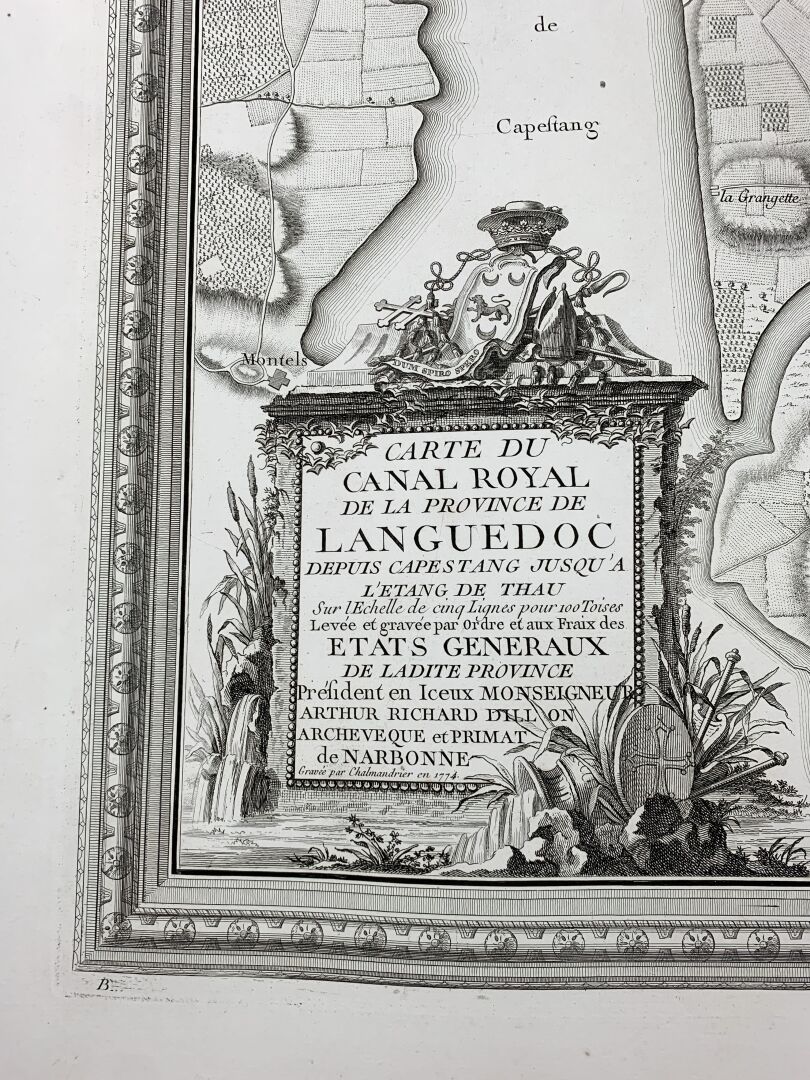 de
Capeſtang
la Grangette
Montels
DUM SPIRO SPERO
CARTE DU
CANAL ROYAL
DE LA PROVINCE DE
LANGUEDOC
DEPUIS CAPESTANG JUSQU'A
L'ETANG DE THAU
Sur l'Echelle de cinq Lignes pour 100 Toises
Levée et gravée par Ordre et aux Fraix des
ETATS GENERAUX
DE LADITE PROVINCE
Préſident en Iceux MONSEIGNEUR
ARTHUR RICHARD DILLON
ARCHEVEQUE et PRIMAT
de NARBONNE
Gravée par Chalmandrier en 1774.
B